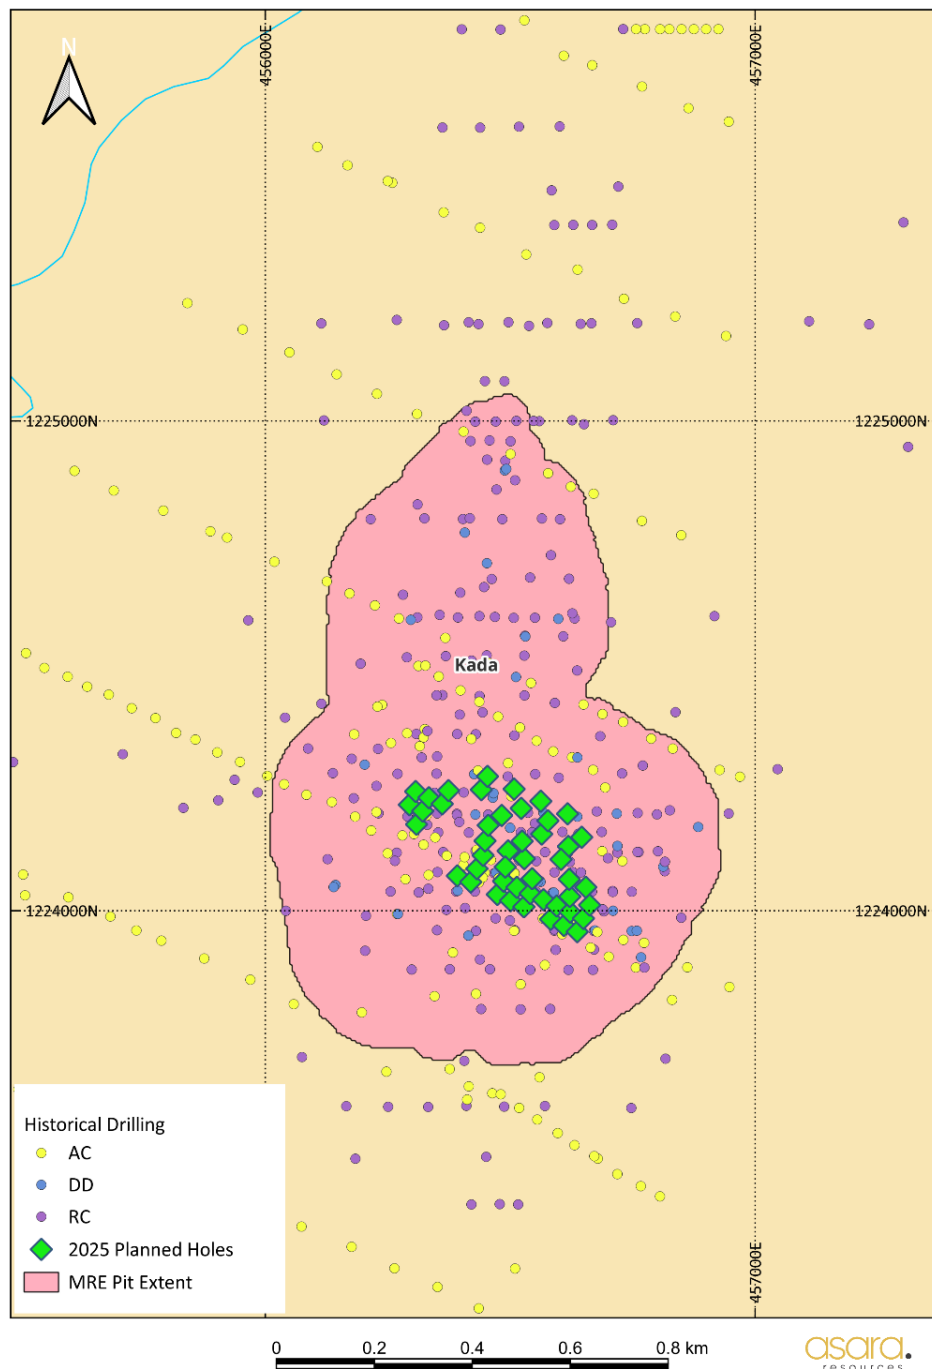 N
456000E
457000E
1225000N
1225000N
Kada
1224000N
1224000N
457000E
Historical Drilling
AC
DD
RC
2025 Planned Holes
MRE Pit Extent
0
0.2
0.4
0.6
0.8 km
asara.
resources